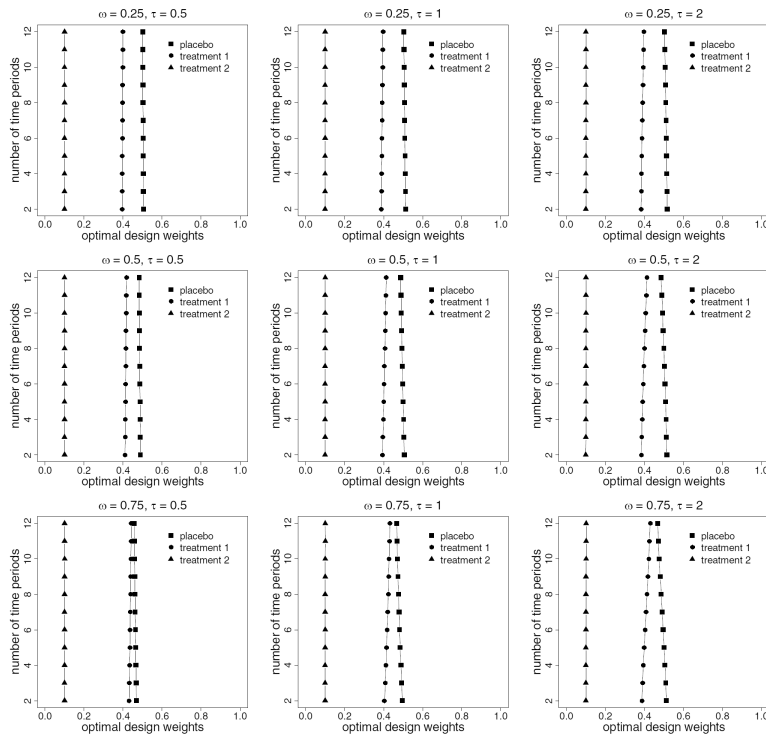 ω = 0.25, τ = 0.5
number of time periods
12
10
8
6
4
2
placebo
treatment 1
treatment 2
0.0 0.2 0.4 0.6 0.8 1.0
optimal design weights
ω = 0.25, τ = 1
number of time periods
12
10
8
6
4
2
placebo
treatment 1
treatment 2
0.0 0.2 0.4 0.6 0.8 1.0
optimal design weights
ω = 0.25, τ = 2
number of time periods
12
10
8
6
4
2
placebo
treatment 1
treatment 2
0.0 0.2 0.4 0.6 0.8 1.0
optimal design weights
ω = 0.5, τ = 0.5
number of time periods
12
10
8
6
4
2
placebo
treatment 1
treatment 2
0.0 0.2 0.4 0.6 0.8 1.0
optimal design weights
ω = 0.5, τ = 1
number of time periods
12
10
8
6
4
2
placebo
treatment 1
treatment 2
0.0 0.2 0.4 0.6 0.8 1.0
optimal design weights
ω = 0.5, τ = 2
number of time periods
12
10
8
6
4
2
placebo
treatment 1
treatment 2
0.0 0.2 0.4 0.6 0.8 1.0
optimal design weights
ω = 0.75, τ = 0.5
number of time periods
12
10
8
6
4
2
placebo
treatment 1
treatment 2
0.0 0.2 0.4 0.6 0.8 1.0
optimal design weights
ω = 0.75, τ = 1
number of time periods
12
10
8
6
4
2
placebo
treatment 1
treatment 2
0.0 0.2 0.4 0.6 0.8 1.0
optimal design weights
ω = 0.75, τ = 2
number of time periods
12
10
8
6
4
2
placebo
treatment 1
treatment 2
0.0 0.2 0.4 0.6 0.8 1.0
optimal design weights